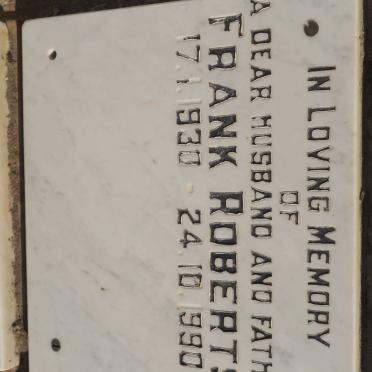 IN LOVING MEMORY
OF
A DEAR HUSBAND AND FATH
FRANK ROBERTS
17.1.1930 - 24.10.1990